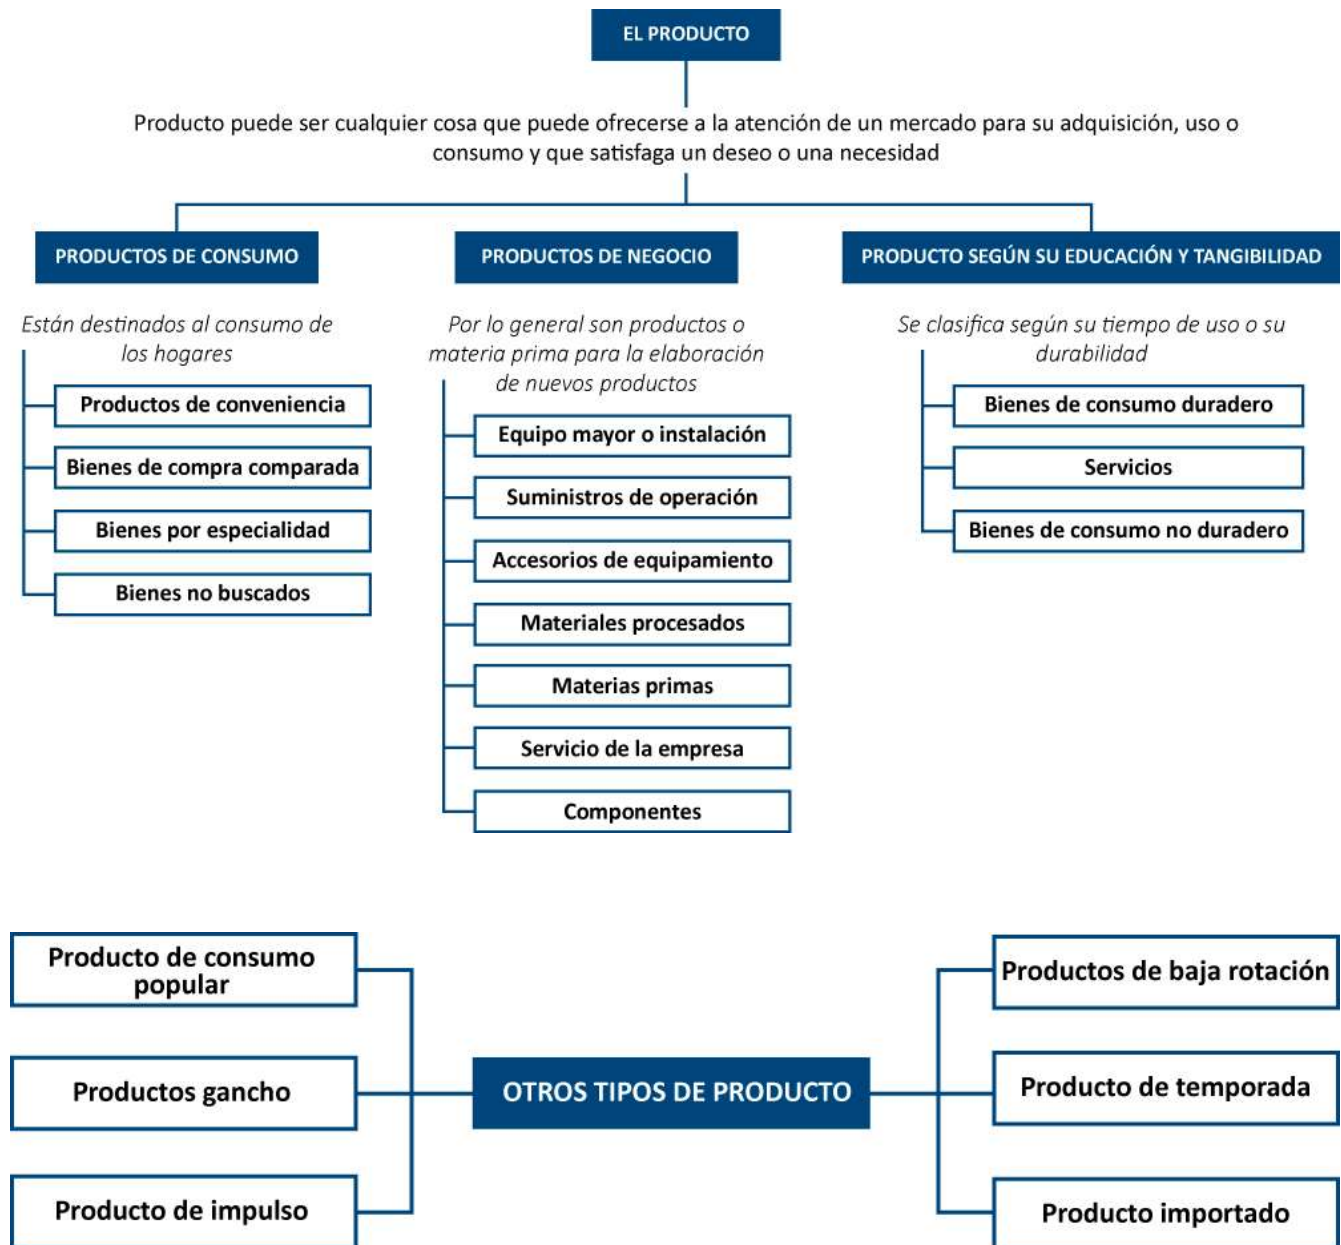 EL PRODUCTO
Producto puede ser cualquier cosa que puede ofrecerse a la atención de un mercado para su adquisición, uso o
consumo y que satisfaga un deseo o una necesidad
PRODUCTOS DE CONSUMO
Están destinados al consumo de
los hogares
Productos de conveniencia
Bienes de compra comparada
Bienes por especialidad
Bienes no buscados
PRODUCTOS DE NEGOCIO
Por lo general son productos o
materia prima para la elaboración
de nuevos productos
Equipo mayor o instalación
Suministros de operación
Accesorios de equipamiento
Materiales procesados
Materias primas
Servicio de la empresa
Componentes
PRODUCTO SEGÚN SU EDUCACIÓN Y TANGIBILIDAD
Se clasifica según su tiempo de uso o su
durabilidad
Bienes de consumo duradero
Servicios
Bienes de consumo no duradero
Producto de consumo
popular
Productos gancho
Producto de impulso
OTROS TIPOS DE PRODUCTO
Productos de baja rotación
Producto de temporada
Producto importado